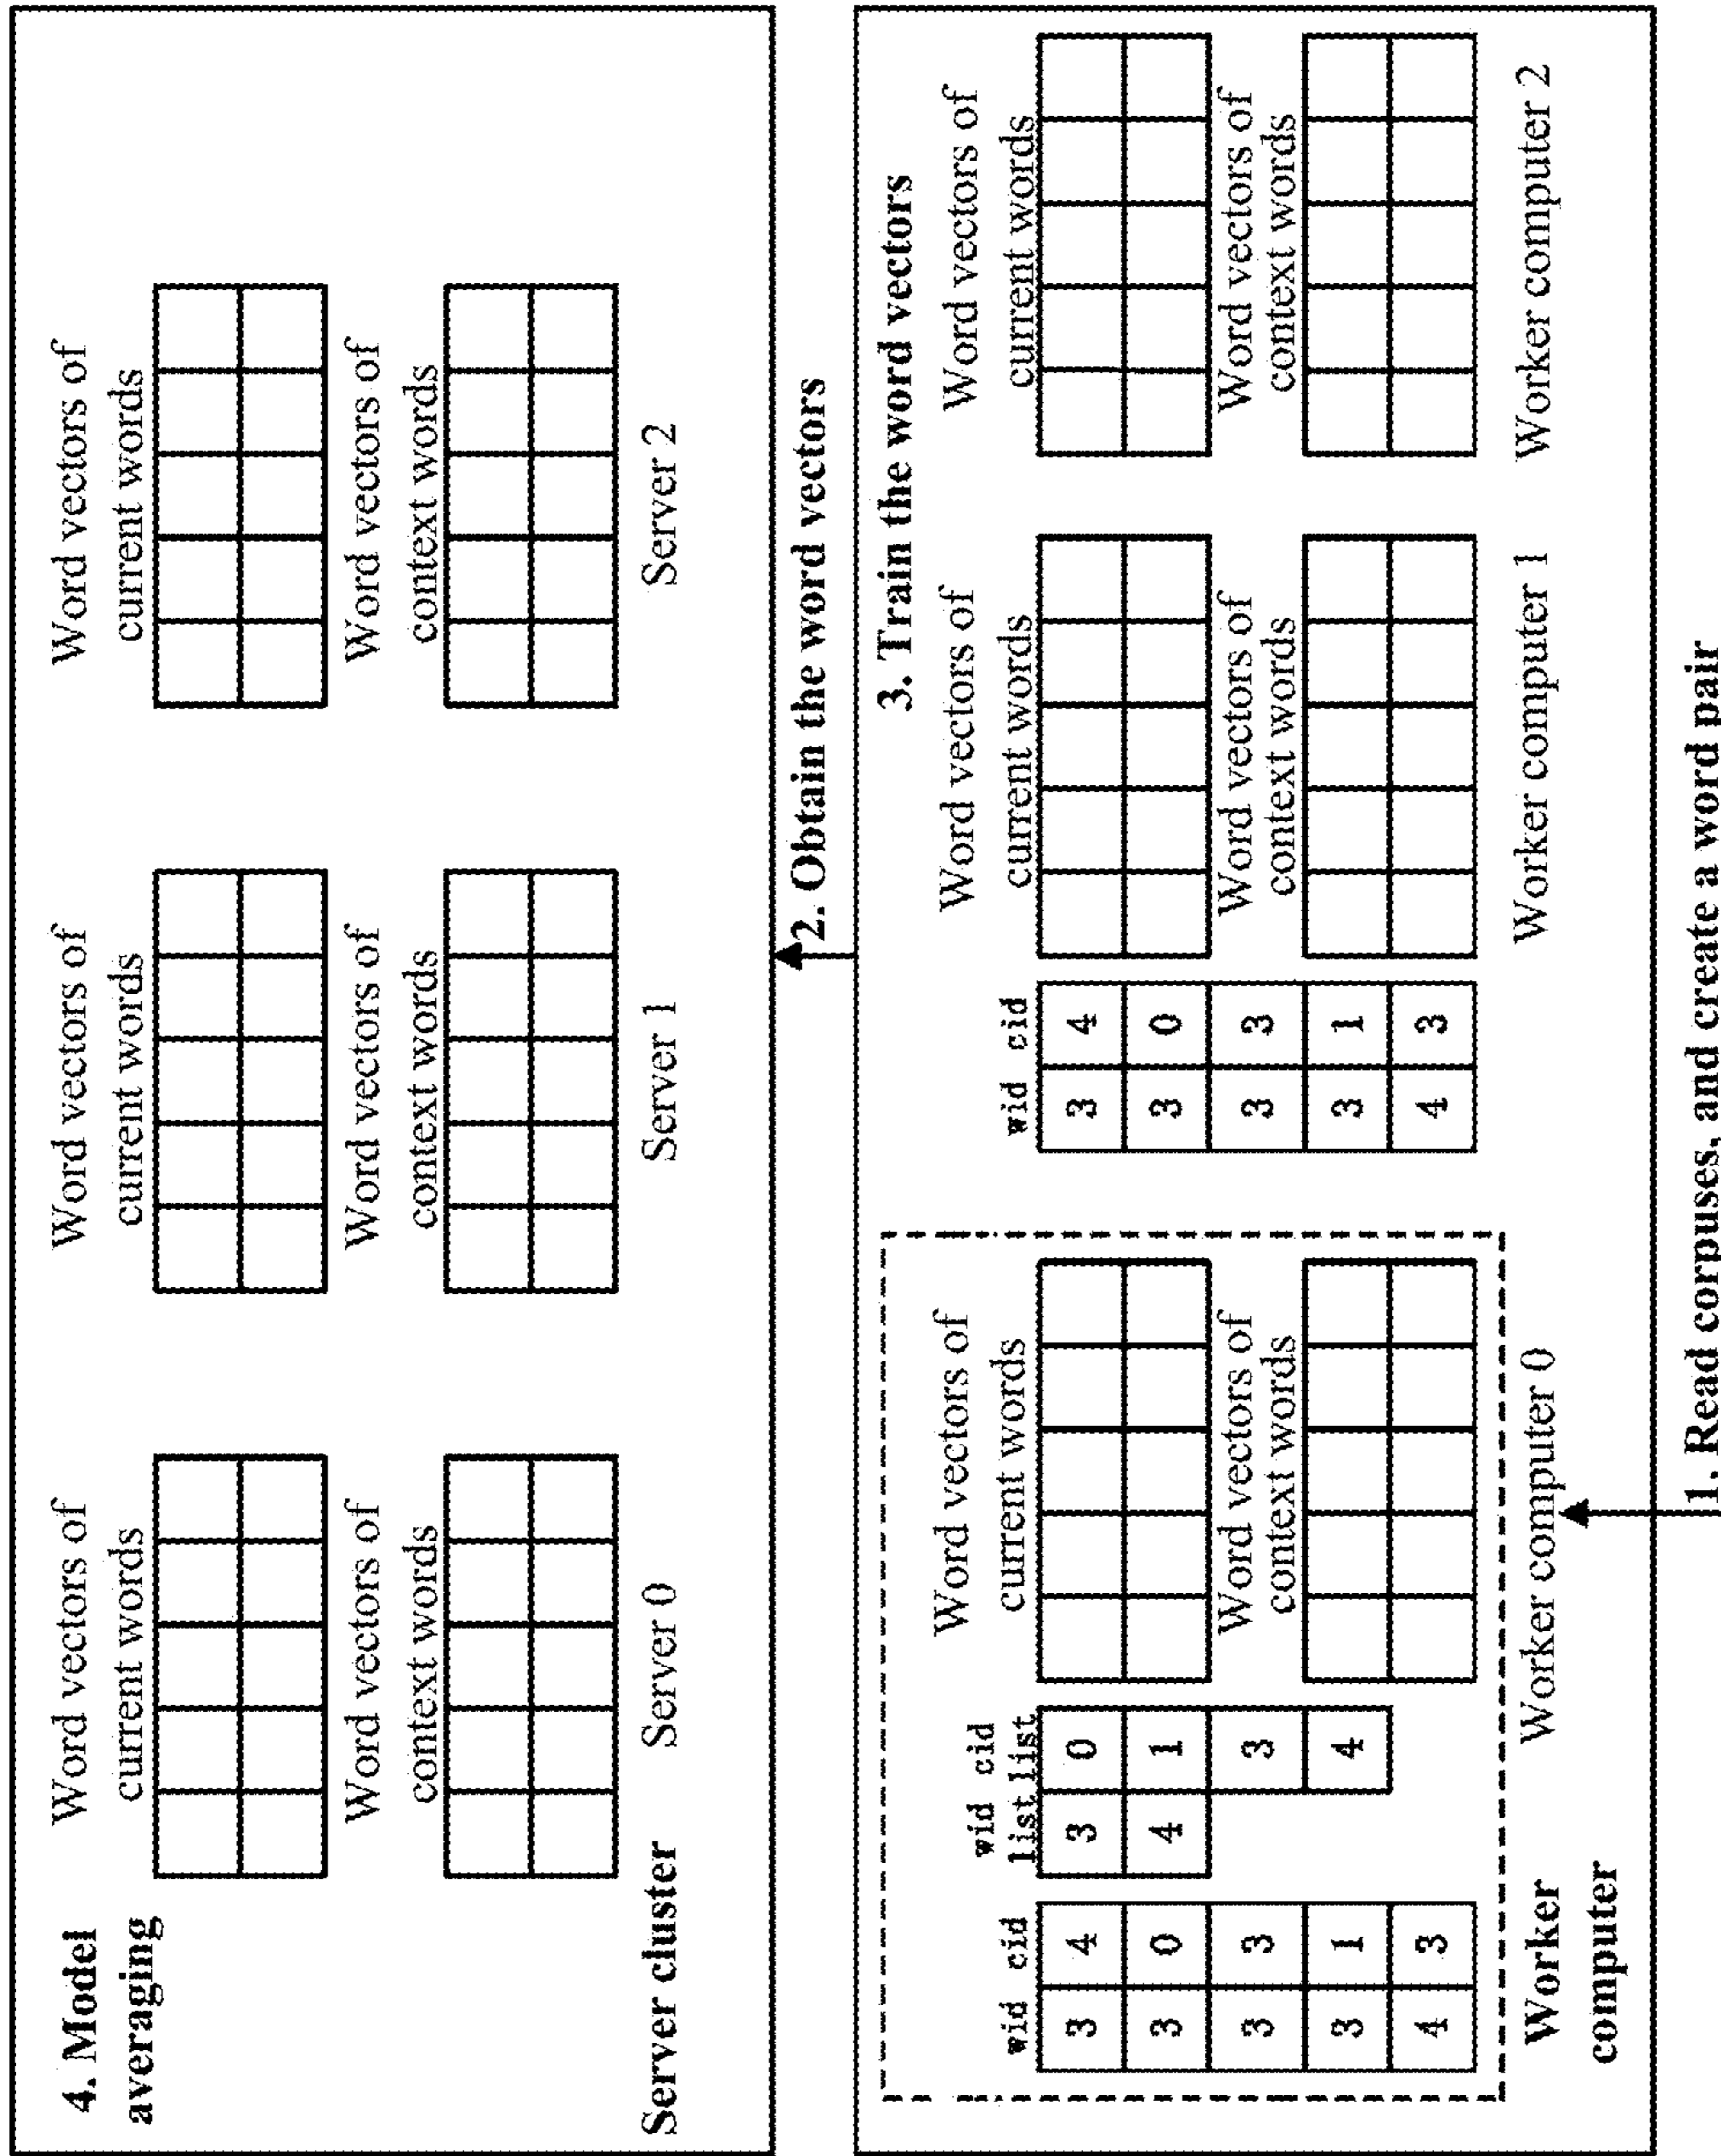 4. Model
averaging
Word vectors of
current words
Word vectors of
context words
Server 0
Word vectors of
current words
Word vectors of
context words
Server 1
Word vectors of
current words
Word vectors of
context words
Server 2
Server cluster
2. Obtain the word vectors
3. Train the word vectors
wid cid
3 4
3 0
3 3
3 1
4 3
wid cid
list list
3 0
4 1
3
4
Word vectors of
current words
Word vectors of
context words
Worker computer 0
wid cid
3 4
3 0
3 3
3 1
4 3
Word vectors of
current words
Word vectors of
context words
Worker computer 1
Word vectors of
current words
Word vectors of
context words
Worker computer 2
Worker
computer
1. Read corpuses, and create a word pair